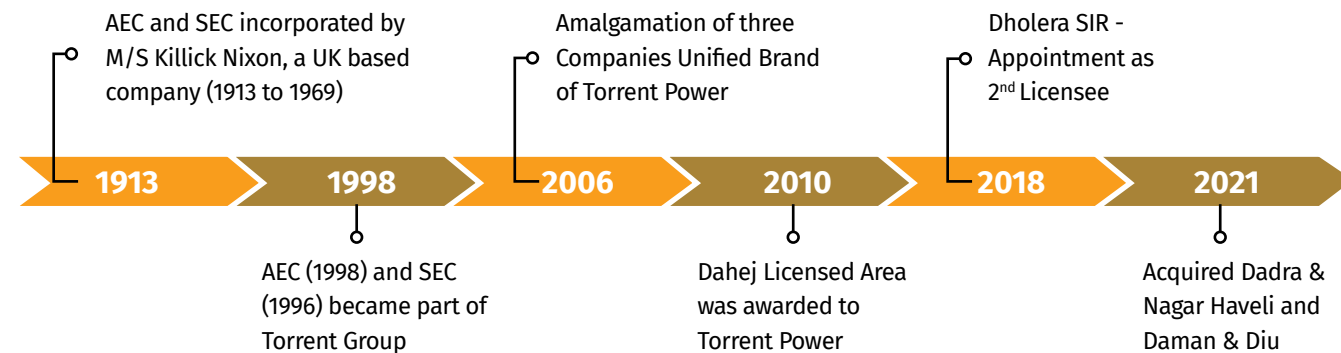 AEC and SEC incorporated by
M/S Killick Nixon, a UK based
company (1913 to 1969)
Amalgamation of three
Companies Unified Brand
of Torrent Power
Dholera SIR -
Appointment as
2nd Licensee
1913
1998
2006
2010
2018
2021
AEC (1998) and SEC
(1996) became part of
Torrent Group
Dahej Licensed Area
was awarded to
Torrent Power
Acquired Dadra &
Nagar Haveli and
Daman & Diu